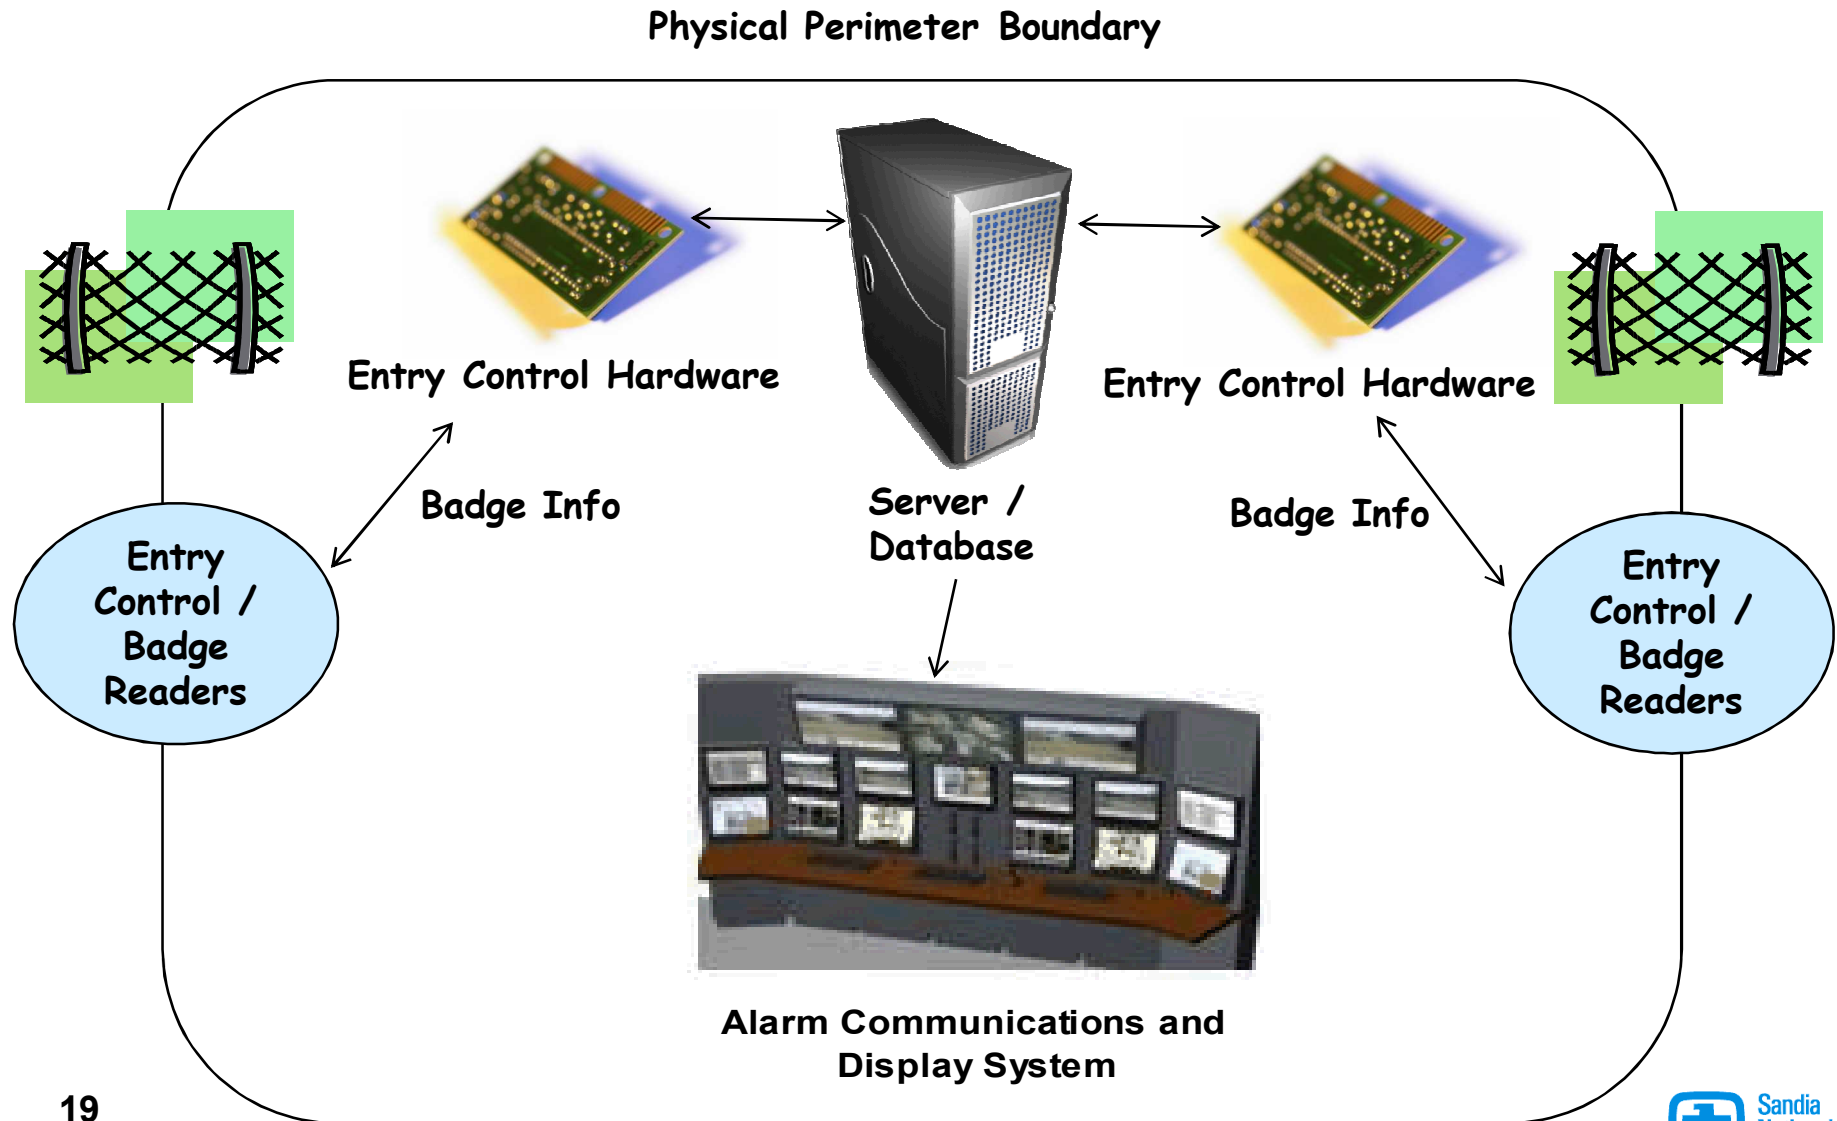 Physical Perimeter Boundary
Entry Control Hardware
Entry Control Hardware
Badge Info
Server /
Database
Badge Info
Entry
Control /
Badge
Readers
Entry
Control /
Badge
Readers
Alarm Communications and
Display System
19
Sandia